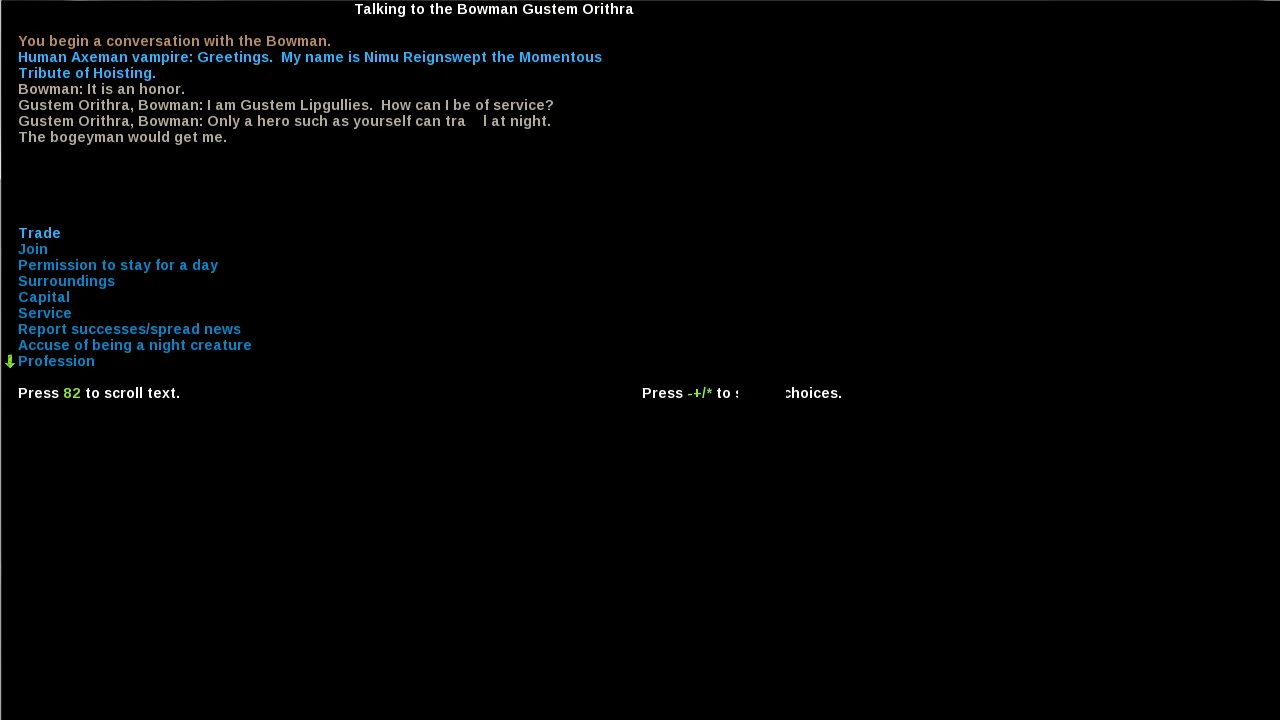 Talking to the Bowman Gustem Orithra
You begin a conversation with the Bowman.
Human Axeman vampire: Greetings.  My name is Nimu Reignswept the Momentous
Tribute of Hoisting.
Bowman: It is an honor.
Gustem Orithra, Bowman: I am Gustem Lipgullies.  How can I be of service?
Gustem Orithra, Bowman: Only a hero such as yourself can at night.
The bogeyman would get me.
Trade
Join
Permission to stay for a day
Surroundings
Capital
Service
Report successes/spread news
Accuse of being a night creature
Profession
Press 82 to scroll text.
Press -+/* to choices.